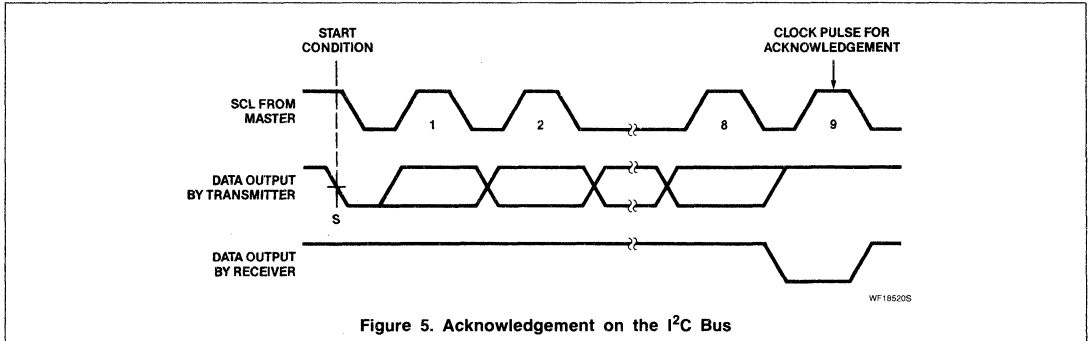 START
CONDITION
CLOCK PULSE FOR
ACKNOWLEDGEMENT
SCL FROM
MASTER
1
2
8
9
DATA OUTPUT
BY TRANSMITTER
S
DATA OUTPUT
BY RECEIVER
WF18520S
Figure 5. Acknowledgement on the I²C Bus